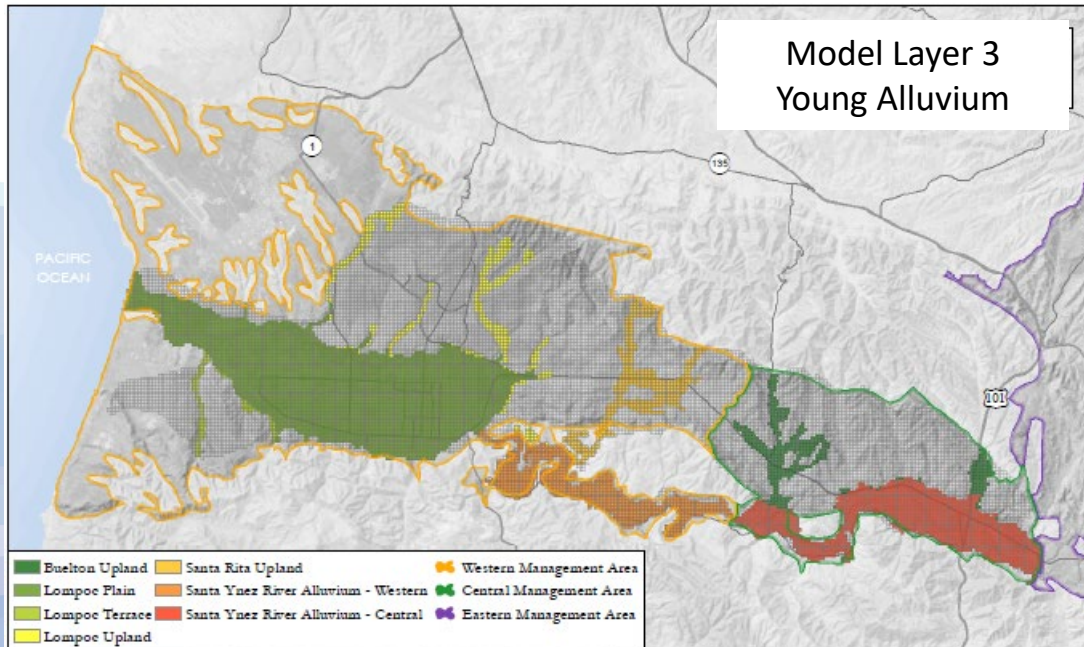 Model Layer 3
Young Alluvium
1
135
PACIFIC
OCEAN
101
Buelton Upland
Lompoc Plain
Lompoc Terrace
Lompoc Upland
Santa Rita Upland
Santa Ynez River Alluvium - Western
Santa Ynez River Alluvium - Central
Western Management Area
Central Management Area
Eastern Management Area